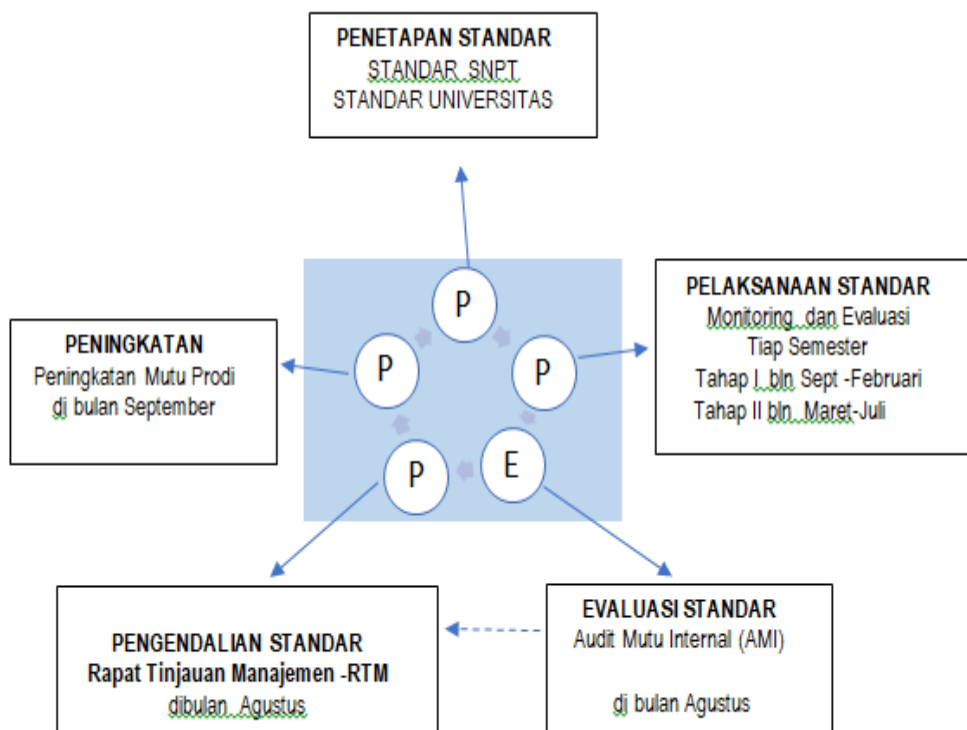 PENETAPAN STANDAR
STANDAR SNPT
STANDAR UNIVERSITAS
PELAKSANAAN STANDAR
Monitoring dan Evaluasi
Tiap Semester
Tahap I bln Sept -Februari
Tahap II bln Maret-Juli
PENINGKATAN
Peningkatan Mutu Prodi
di bulan September
P
P
P
P
E
PENGENDALIAN STANDAR
Rapat Tinjauan Manajemen -RTM
dibulan Agustus
EVALUASI STANDAR
Audit Mutu Internal (AMI)
di bulan Agustus